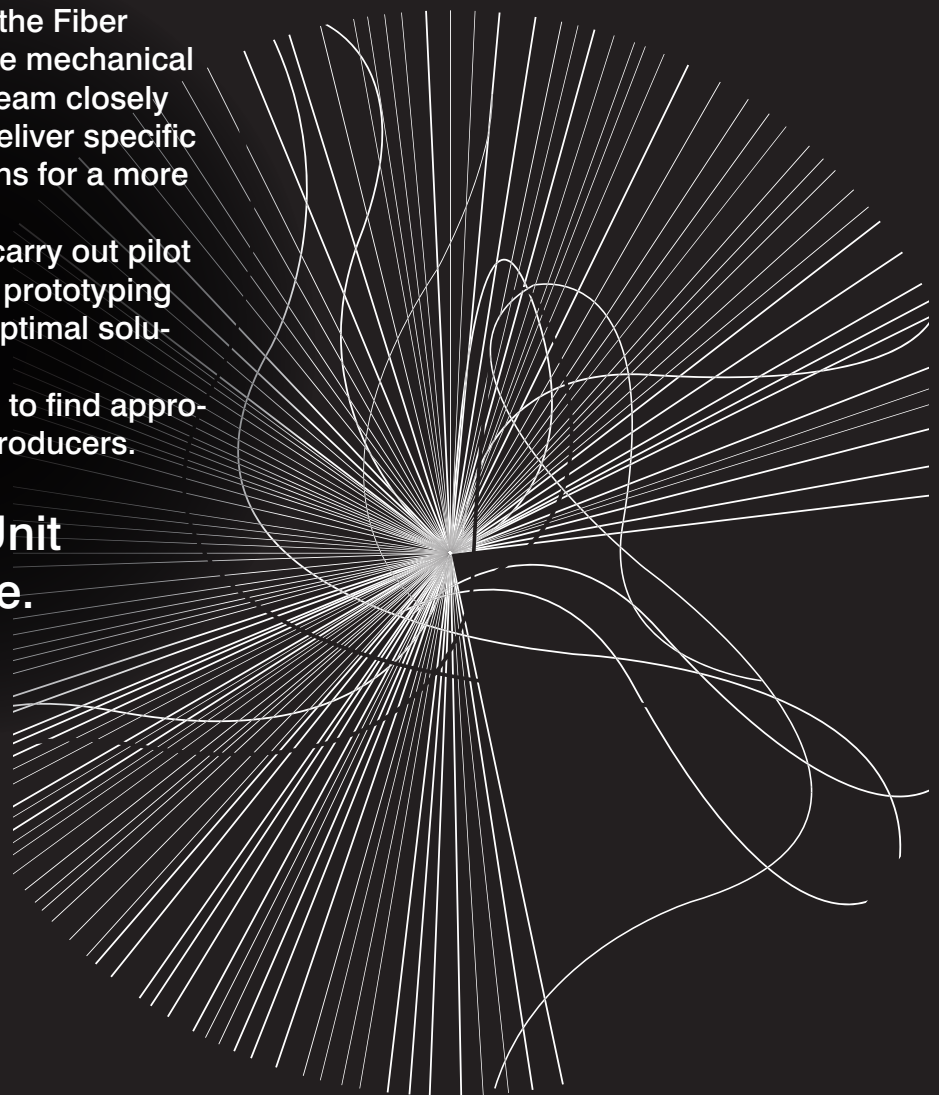 the Fiber
e mechanical
eam closely
eliver specific
ns for a more
carry out pilot
prototyping
ptimal solu-
to find appro-
roducers.
Unit
e.